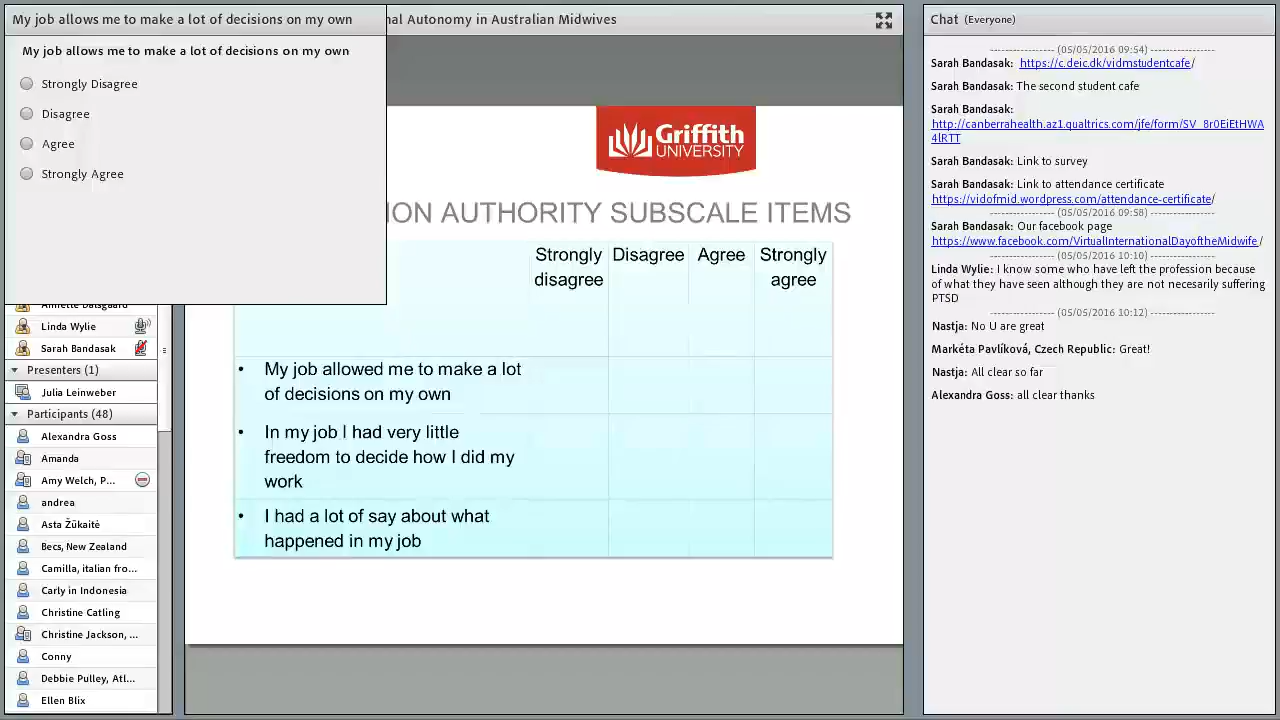 My job allows me to make a lot of decisions on my own
My job allows me to make a lot of decisions on my own
Strongly Disagree
Disagree
Agree
Strongly Agree
Linda Wylie
Sarah Bandasak
Presenters (1)
Julia Leinweber
Participants (48)
Alexandra Goss
Amanda
Amy Welch, P...
andrea
Asta Žūkaitė
Becs, New Zealand
Camilla, italian fro...
Carly in Indonesia
Christine Catling
Christine Jackson, ...
Conny
Debbie Pulley, Atl...
Ellen Blix
Autonomy in Australian Midwives
Griffith
UNIVERSITY
ION AUTHORITY SUBSCALE ITEMS
Strongly disagree
Disagree
Agree
Strongly agree
• My job allowed me to make a lot
of decisions on my own
• In my job I had very little
freedom to decide how I did my
work
• I had a lot of say about what
happened in my job
Chat (Everyone)
----------------- (05/05/2016 09:54) -----------------
Sarah Bandasak: https://c.deic.dk/vidmstudentcafe/
Sarah Bandasak: The second student cafe
Sarah Bandasak:
http://canberrahealth.az1.qualtrics.com/jfe/form/SV_8r0EiEtHWA
4lRTT
Sarah Bandasak: Link to survey
Sarah Bandasak: Link to attendance certificate
https://vidofmid.wordpress.com/attendance-certificate/
----------------- (05/05/2016 09:58) -----------------
Sarah Bandasak: Our facebook page
https://www.facebook.com/VirtualInternationalDayoftheMidwife/
----------------- (05/05/2016 10:10) -----------------
Linda Wylie: I know some who have left the profession because
of what they have seen although they are not necesarily suffering
PTSD
----------------- (05/05/2016 10:12) -----------------
Nastja: No U are great
Markéta Pavlíková, Czech Republic: Great!
Nastja: All clear so far
Alexandra Goss: all clear thanks